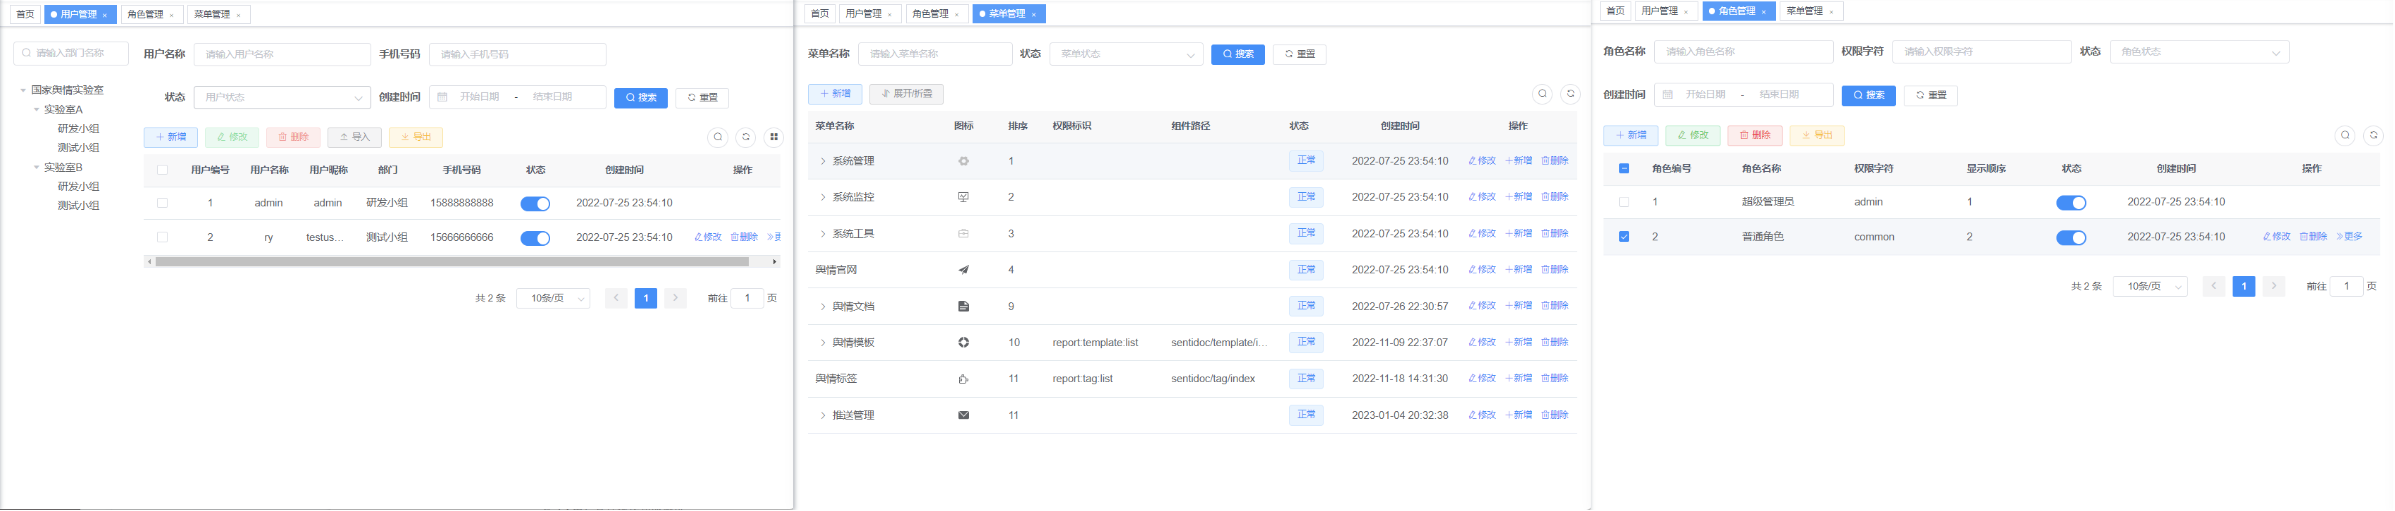 首页 用户管理 × 角色管理 × 菜单管理 ×
请输入部门名称
国家舆情实验室
实验室A
研发小组
测试小组
实验室B
研发小组
测试小组
用户名称 请输入用户名称 手机号码 请输入手机号码
状态 用户状态 创建时间 开始日期 - 结束日期 搜索 重置
新增 修改 删除 导入 导出
用户编号 用户名称 用户昵称 部门 手机号码 状态 创建时间 操作
1 admin admin 研发小组 15888888888 2022-07-25 23:54:10
2 ry testus... 测试小组 15666666666 2022-07-25 23:54:10 修改 删除 更
共 2 条 10条/页 1 前往 1 页
首页 用户管理 × 角色管理 × 菜单管理 ×
菜单名称 请输入菜单名称 状态 菜单状态 搜索 重置
新增 展开/折叠
菜单名称 图标 排序 权限标识 组件路径 状态 创建时间 操作
系统管理 1 正常 2022-07-25 23:54:10 修改 新增 删除
系统监控 2 正常 2022-07-25 23:54:10 修改 新增 删除
系统工具 3 正常 2022-07-25 23:54:10 修改 新增 删除
舆情官网 4 正常 2022-07-25 23:54:10 修改 新增 删除
舆情文档 9 正常 2022-07-26 22:30:57 修改 新增 删除
舆情模板 10 report:template:list sentidoc/template/i... 正常 2022-11-09 22:37:07 修改 新增 删除
舆情标签 11 report:tag:list sentidoc/tag/index 正常 2022-11-18 14:31:30 修改 新增 删除
推送管理 11 正常 2023-01-04 20:32:38 修改 新增 删除
首页 用户管理 × 角色管理 × 菜单管理 ×
角色名称 请输入角色名称 权限字符 请输入权限字符 状态 角色状态
创建时间 开始日期 - 结束日期 搜索 重置
新增 修改 删除 导出
角色编号 角色名称 权限字符 显示顺序 状态 创建时间 操作
1 超级管理员 admin 1 2022-07-25 23:54:10
2 普通角色 common 2 2022-07-25 23:54:10 修改 删除 更多
共 2 条 10条/页 1 前往 1 页